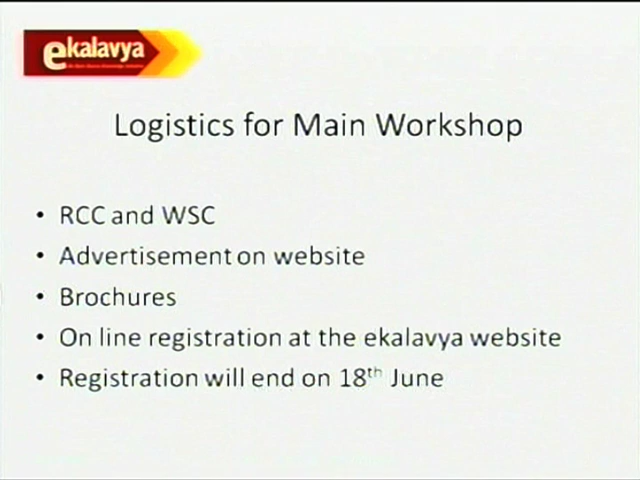 ekalavya
Logistics for Main Workshop
• RCC and WSC
• Advertisement on website
• Brochures
• On line registration at the ekalavya website
• Registration will end on 18th June